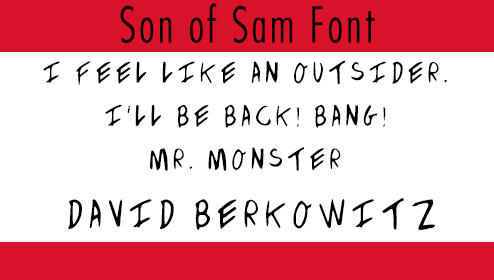 Son of Sam Font
I FEEL LIKE AN OUTSIDER.
I'LL BE BACK! BANG!
MR. MONSTER
DAVID BERKOWITZ